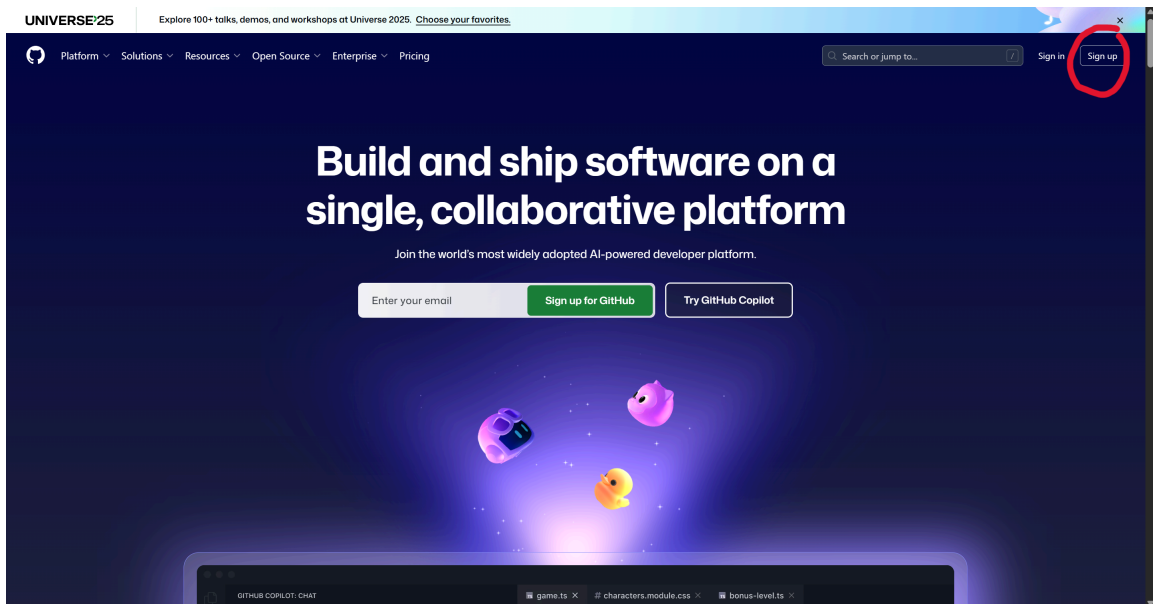 UNIVERSE'25 Explore 100+ talks, demos, and workshops at Universe 2025. Choose your favorites. ×
Platform Solutions Resources Open Source Enterprise Pricing Search or jump to... / Sign in Sign up
Build and ship software on a
single, collaborative platform
Join the world's most widely adopted AI-powered developer platform.
Enter your email Sign up for GitHub Try GitHub Copilot
GITHUB COPILOT: CHAT game.ts × # characters.module.css × bonus-level.ts ×